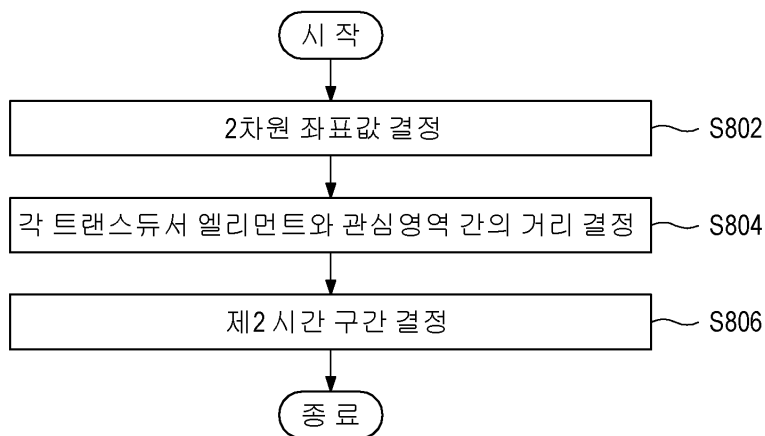 시 작
2차원 좌표값 결정
S802
각 트랜스듀서 엘리먼트와 관심영역 간의 거리 결정
S804
제2 시간 구간 결정
S806
종 료